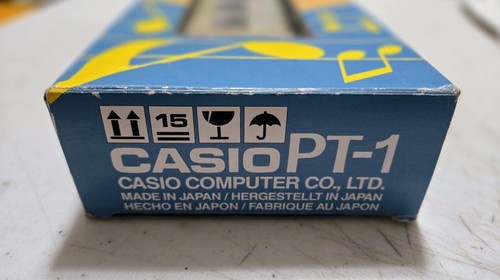 15
CASIO PT-1
CASIO COMPUTER CO., LTD.
MADE IN JAPAN / HERGESTELLT IN JAPAN
HECHO EN JAPON / FABRIQUE AU JAPON